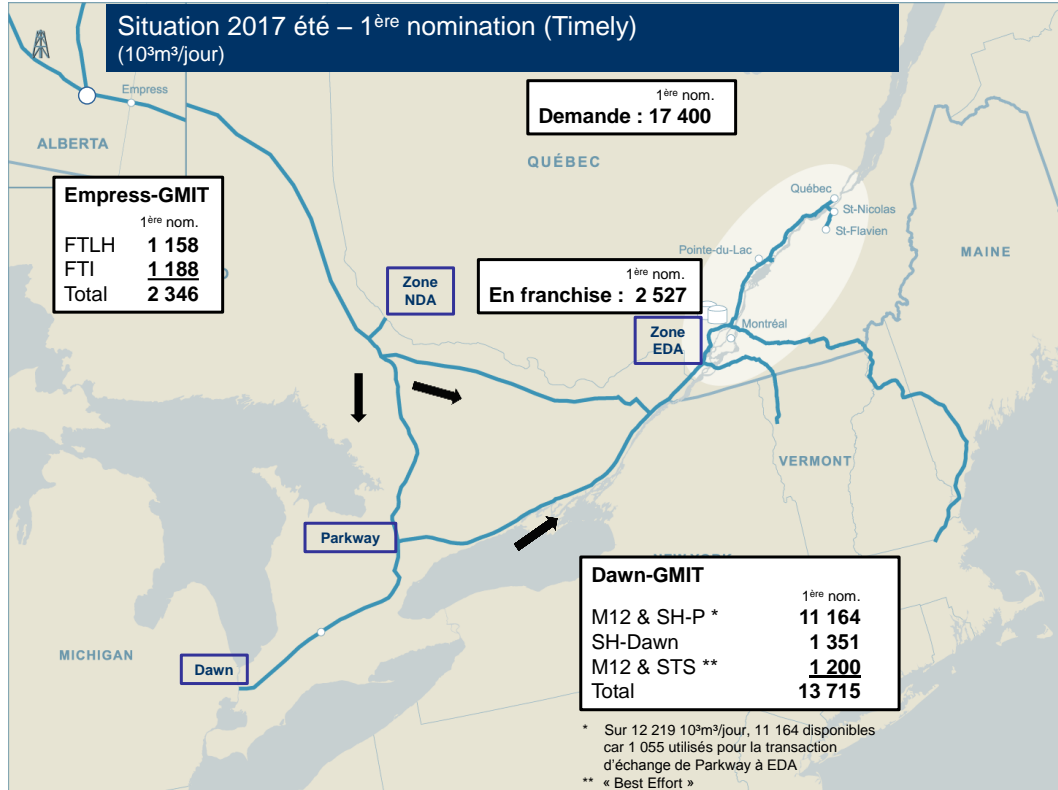 Situation 2017 été – 1ère nomination (Timely)
(10³m³/jour)
Empress
ALBERTA
1ère nom.
Demande : 17 400
QUÉBEC
Empress-GMIT
1ère nom.
FTLH 1 158
FTI 1 188
Total 2 346
Québec
St-Nicolas
St-Flavien
Pointe-du-Lac
MAINE
Zone
NDA
1ère nom.
En franchise : 2 527
Montréal
Zone
EDA
VERMONT
Parkway
Dawn-GMIT
1ère nom.
M12 & SH-P * 11 164
SH-Dawn 1 351
M12 & STS ** 1 200
Total 13 715
MICHIGAN
Dawn
* Sur 12 219 10³m³/jour, 11 164 disponibles
car 1 055 utilisés pour la transaction
d'échange de Parkway à EDA
** « Best Effort »